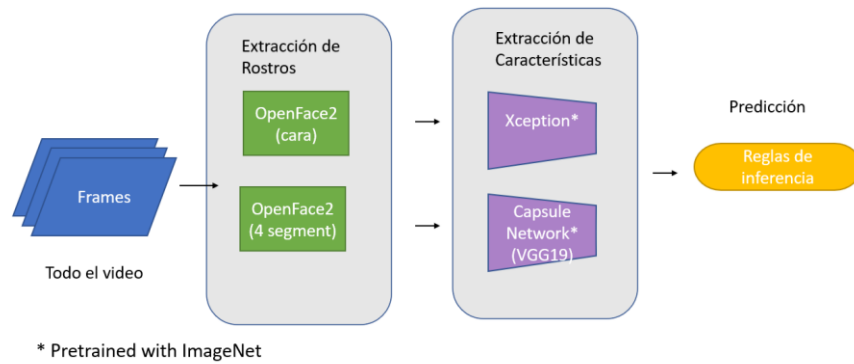 Extracción de
Rostros
OpenFace2
(cara)
OpenFace2
(4 segment)
Extracción de
Características
Xception*
Capsule
Network*
(VGG19)
Predicción
Reglas de
inferencia
Frames
Todo el video
* Pretrained with ImageNet